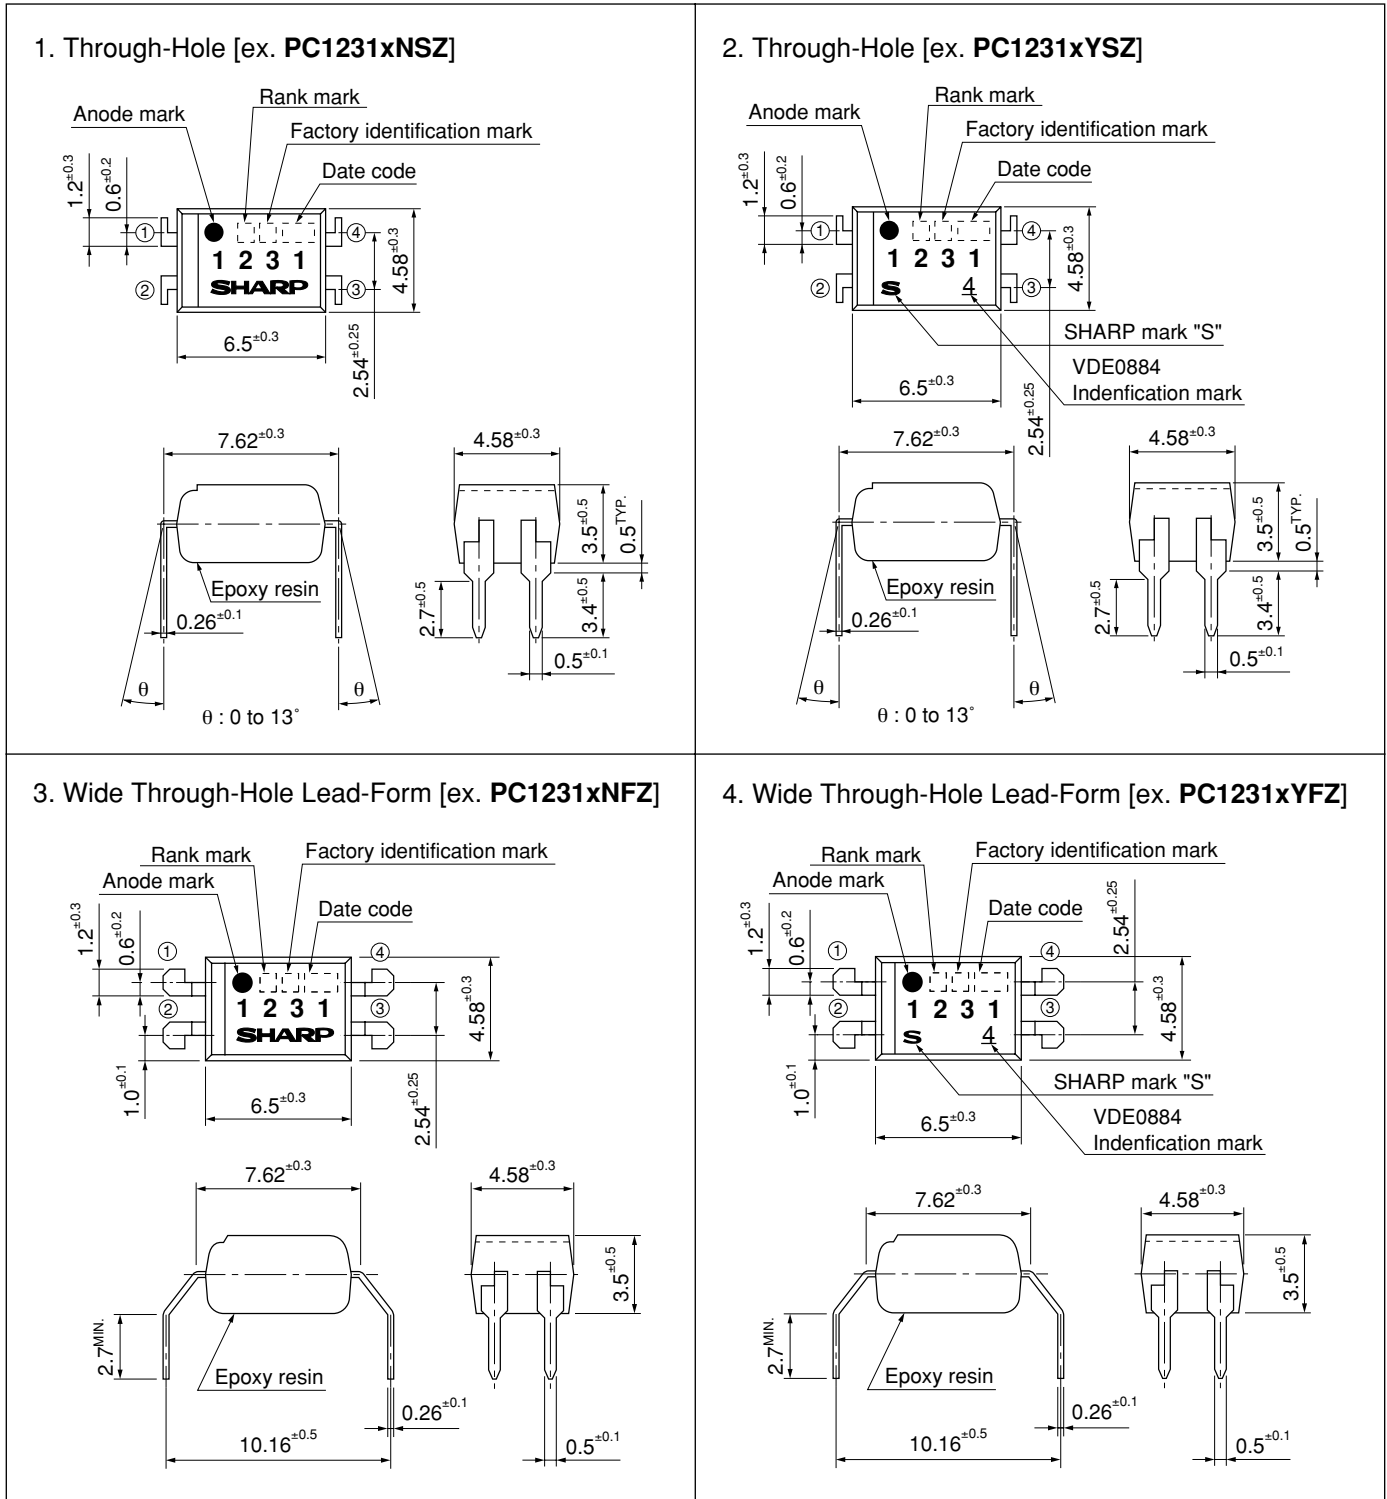 1. Through-Hole [ex. PC1231xNSZ]
Rank mark
Anode mark
Factory identification mark
Date code
1.2±0.3
0.6±0.2
① ④
1 2 3 1
② ③
SHARP
4.58±0.3
6.5±0.3
2.54±0.25
7.62±0.3
4.58±0.3
3.5±0.5
0.5TYP.
Epoxy resin
2.7±0.5
3.4±0.5
0.26±0.1
0.5±0.1
θ θ
θ : 0 to 13˚
2. Through-Hole [ex. PC1231xYSZ]
Rank mark
Anode mark
Factory identification mark
Date code
1.2±0.3
0.6±0.2
① ④
1 2 3 1
② ③
S 4
4.58±0.3
SHARP mark "S"
VDE0884
Indenfication mark
6.5±0.3
2.54±0.25
7.62±0.3
4.58±0.3
3.5±0.5
0.5TYP.
Epoxy resin
2.7±0.5
3.4±0.5
0.26±0.1
0.5±0.1
θ θ
θ : 0 to 13˚
3. Wide Through-Hole Lead-Form [ex. PC1231xNFZ]
Rank mark
Factory identification mark
Anode mark
Date code
1.2±0.3
0.6±0.2
① ④
1 2 3 1
② ③
SHARP
4.58±0.3
1.0±0.1
6.5±0.3
2.54±0.25
7.62±0.3
4.58±0.3
3.5±0.5
2.7MIN.
Epoxy resin
0.26±0.1
10.16±0.5
0.5±0.1
4. Wide Through-Hole Lead-Form [ex. PC1231xYFZ]
Rank mark
Factory identification mark
Anode mark
Date code
1.2±0.3
0.6±0.2
2.54±0.25
① ④
1 2 3 1
② ③
S 4
4.58±0.3
1.0±0.1
SHARP mark "S"
VDE0884
Indenfication mark
6.5±0.3
7.62±0.3
4.58±0.3
3.5±0.5
2.7MIN.
Epoxy resin
0.26±0.1
10.16±0.5
0.5±0.1